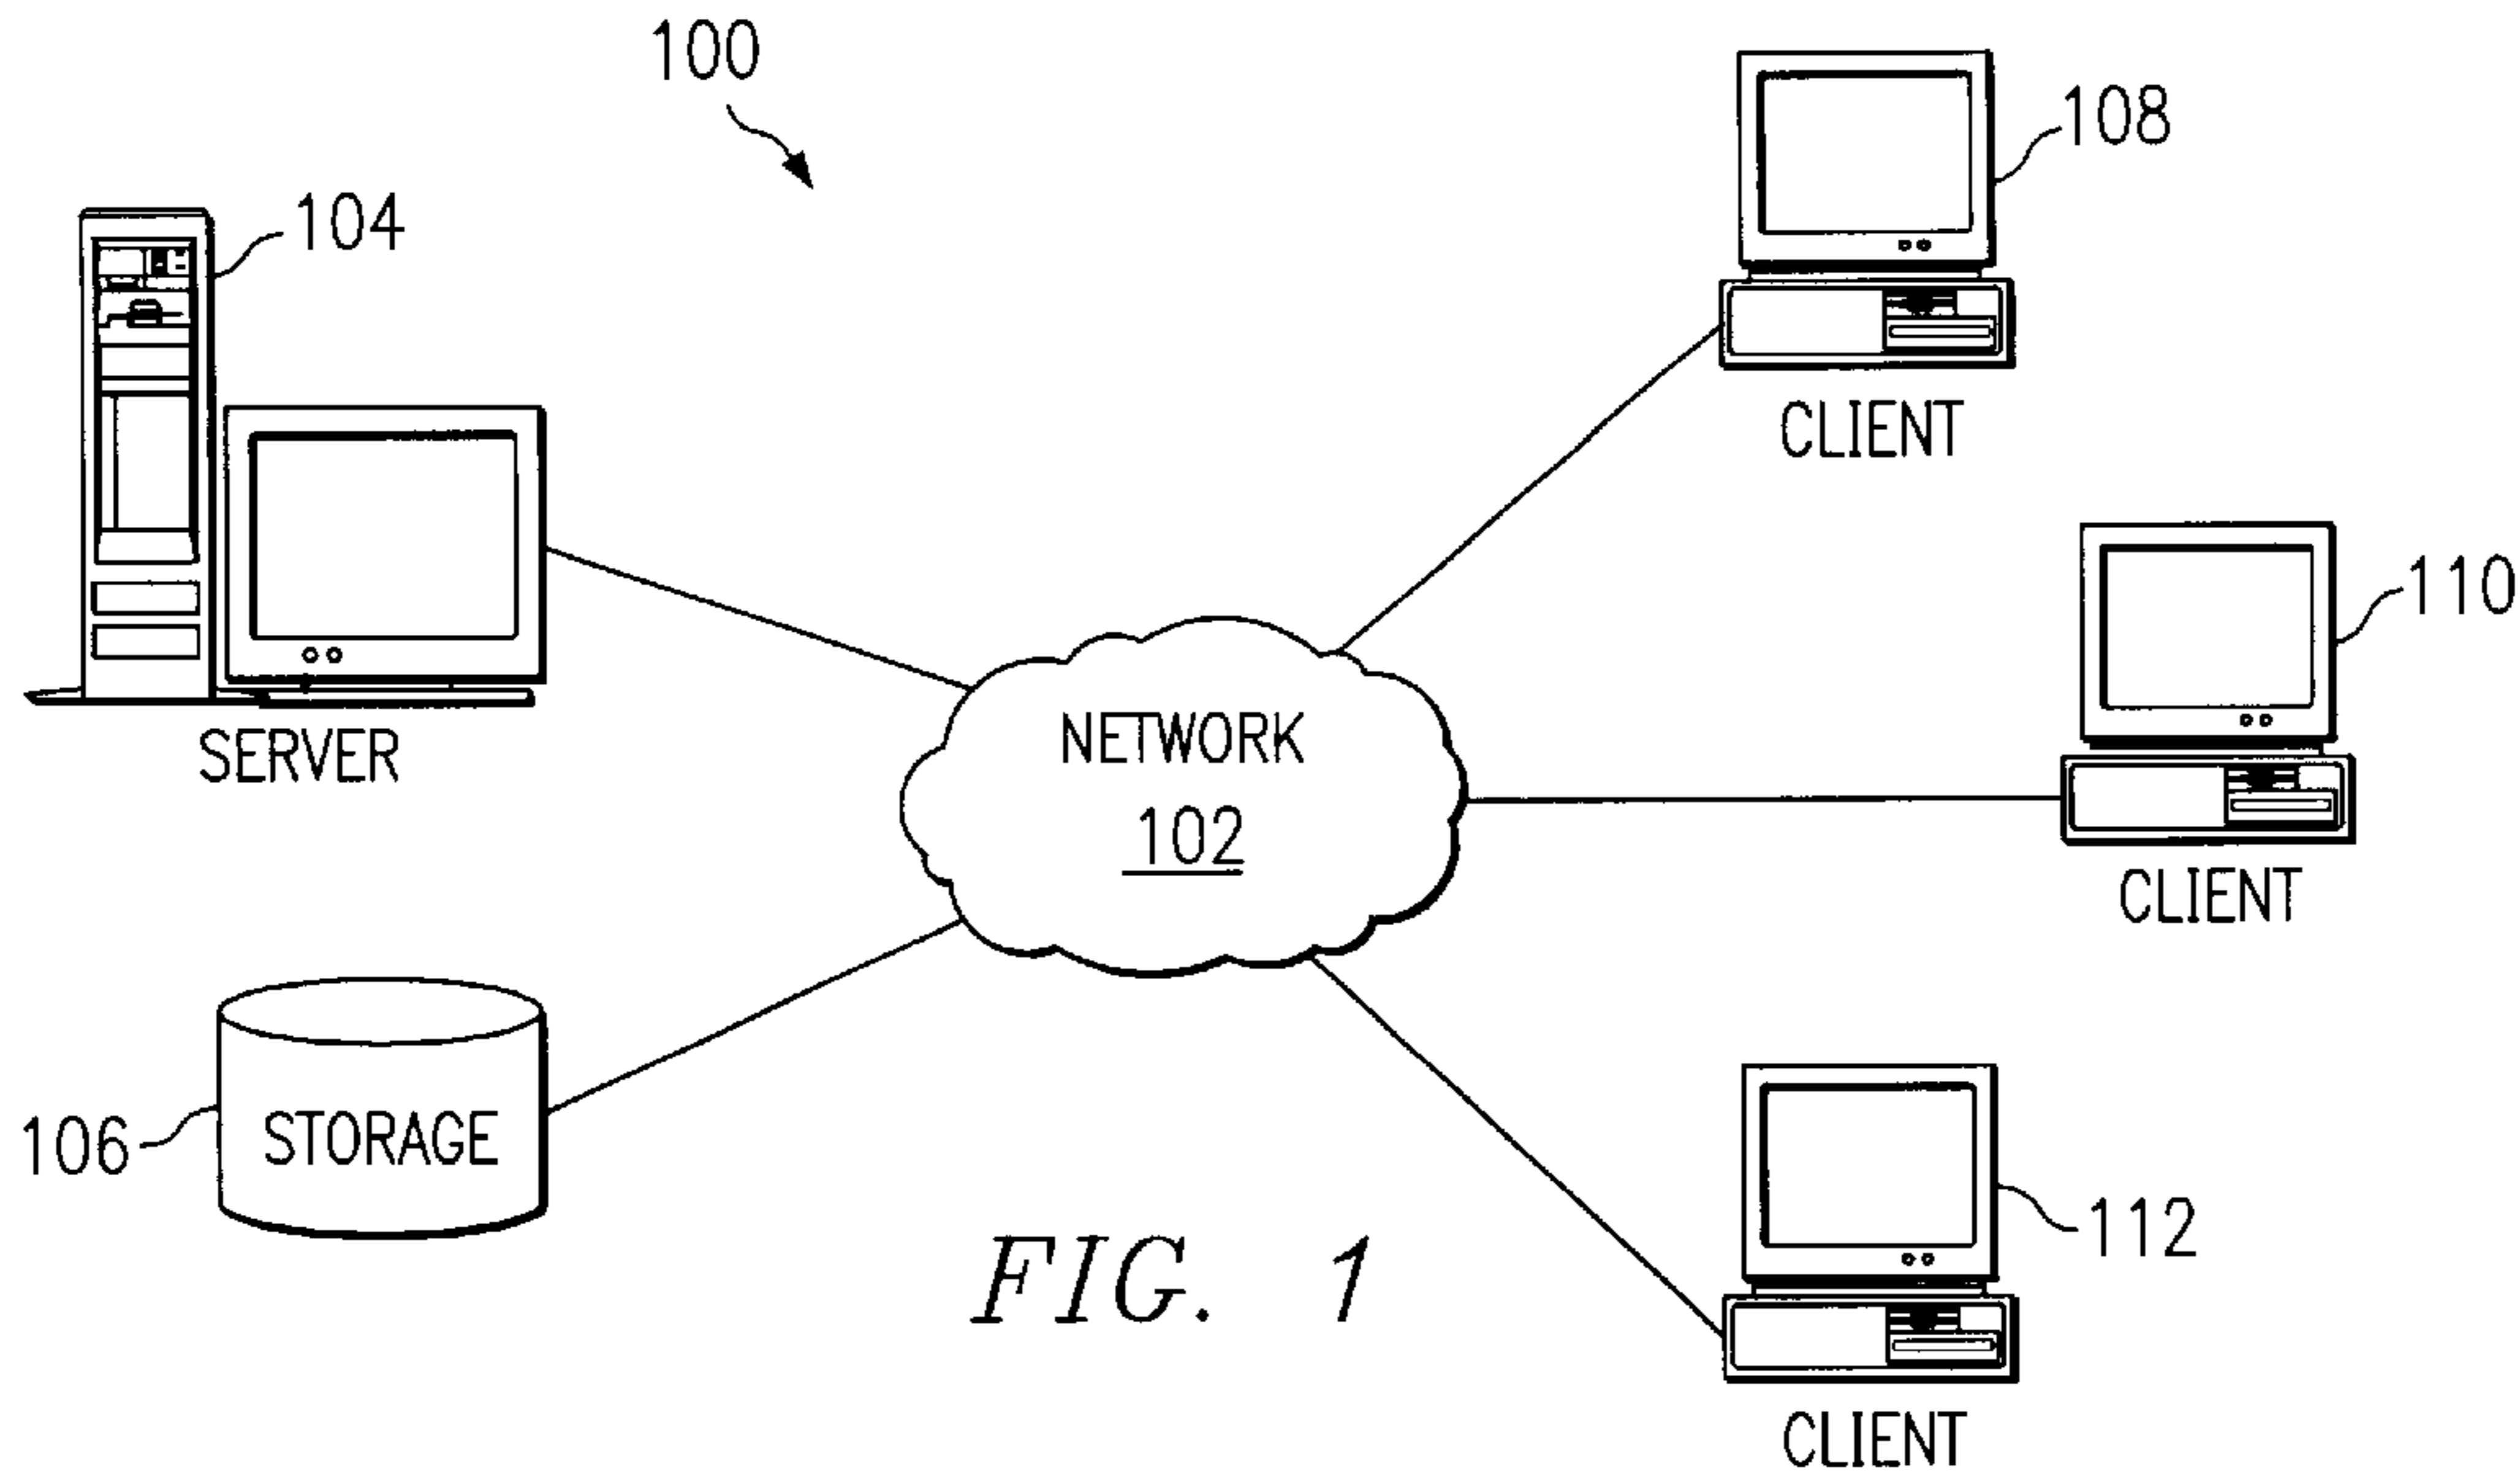 100
108
104
CLIENT
110
SERVER
NETWORK
102
CLIENT
106
STORAGE
112
FIG. 1
CLIENT